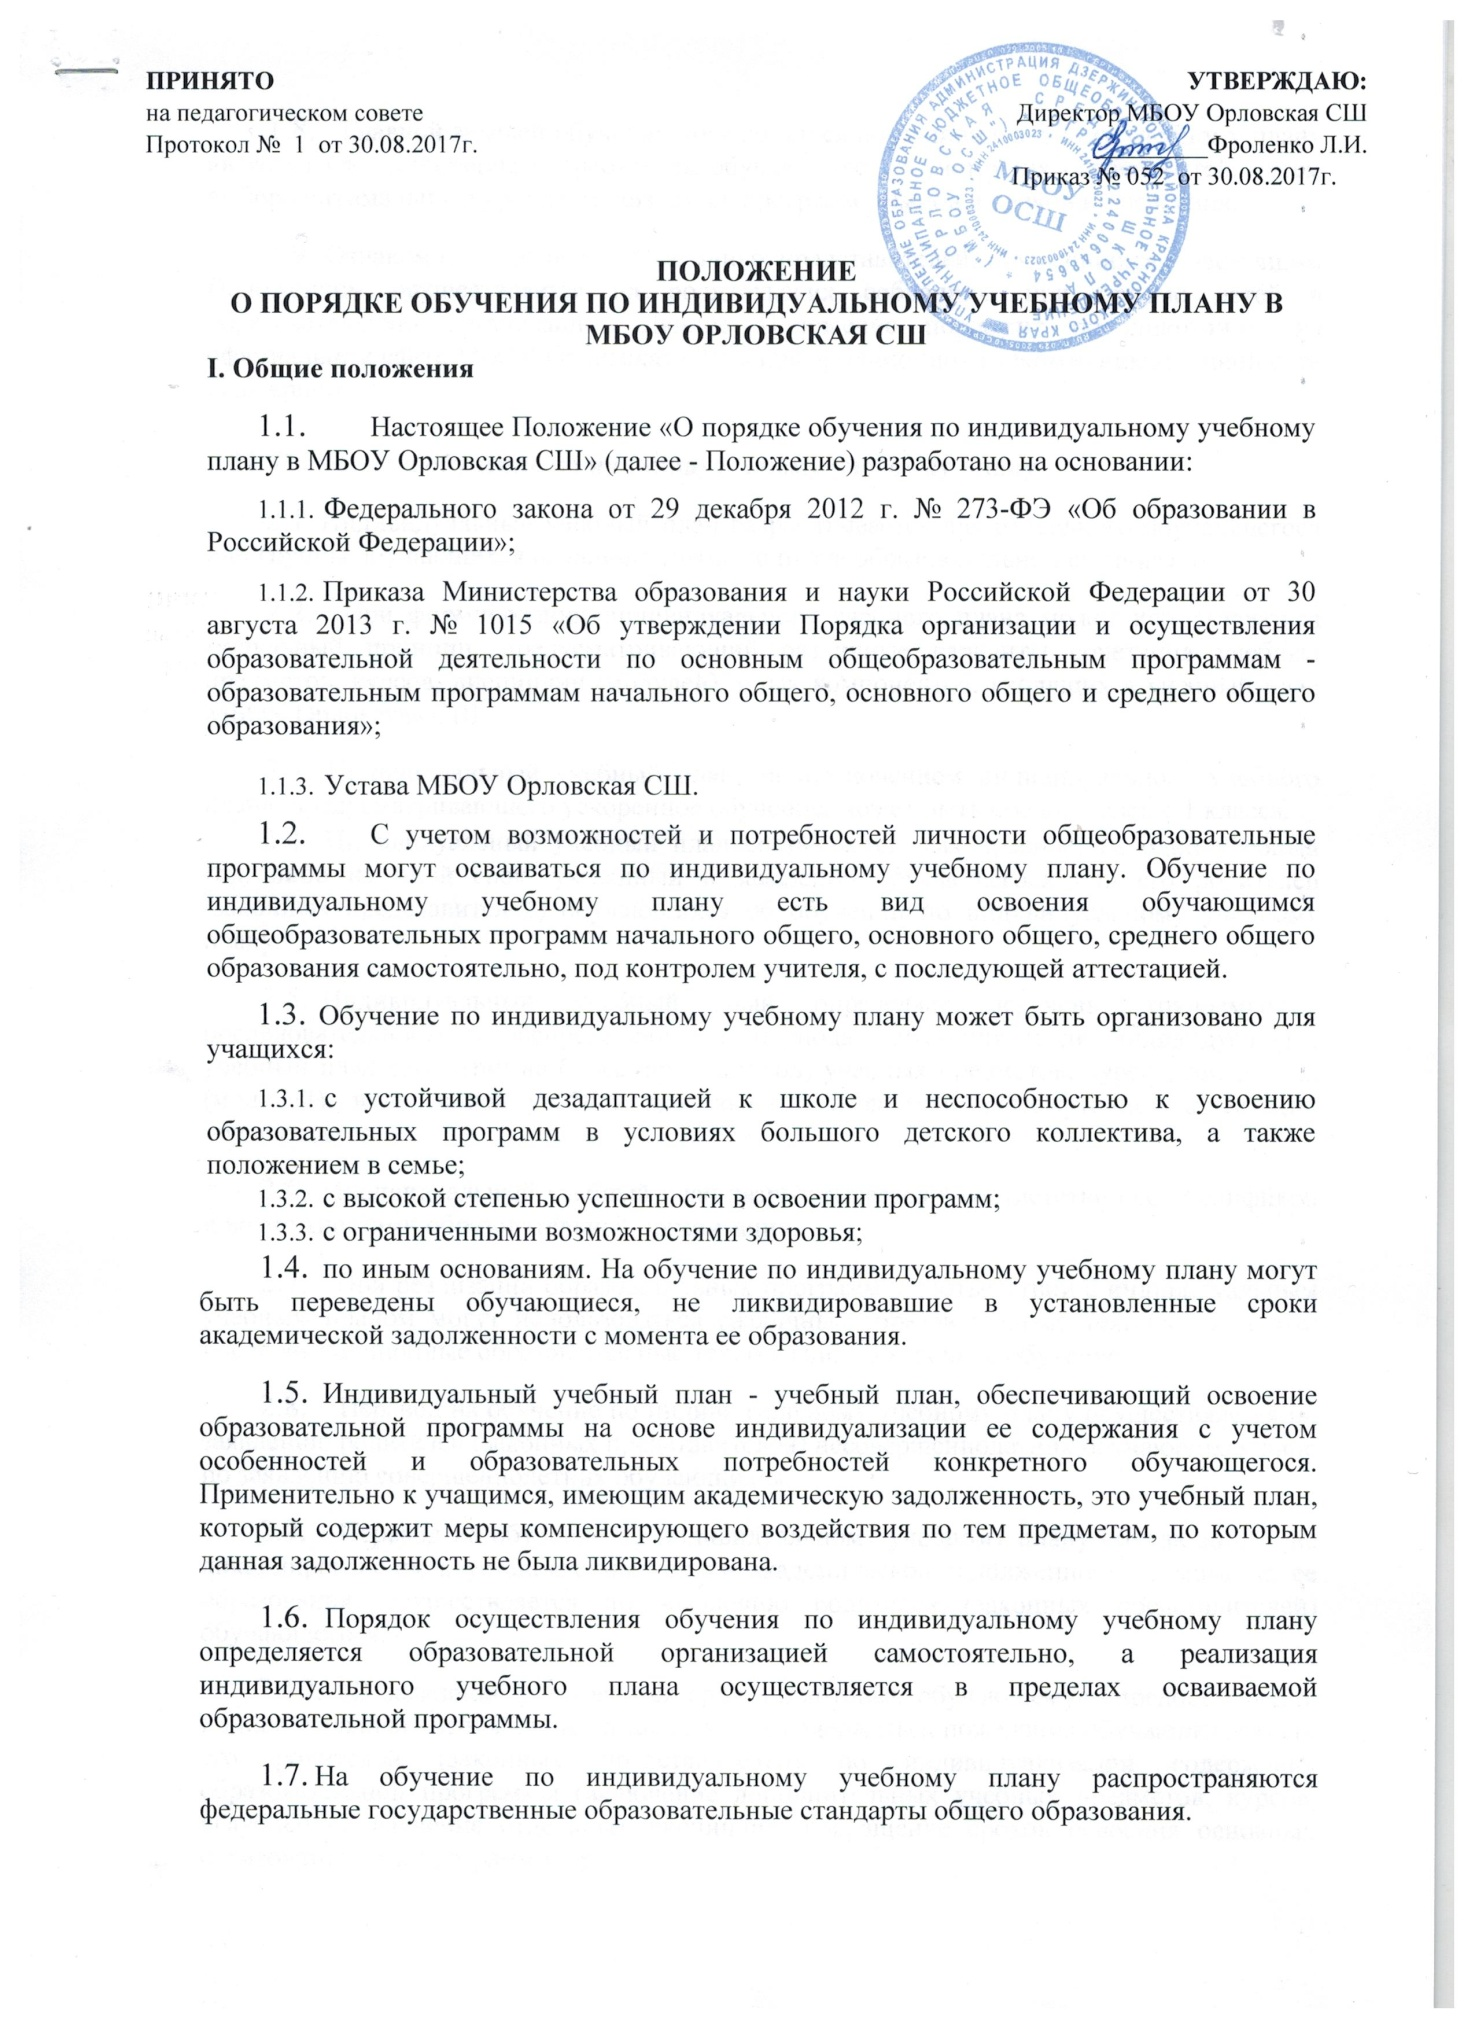 ПРИНЯТО
на педагогическом совете
Протокол № 1 от 30.08.2017г.
УТВЕРЖДАЮ:
Директор МБОУ Орловская СШ
Фроленко Л.И.
Приказ № 052 от 30.08.2017г.
МБОУ
ОСШ
ПОЛОЖЕНИЕ
О ПОРЯДКЕ ОБУЧЕНИЯ ПО ИНДИВИДУАЛЬНОМУ УЧЕБНОМУ ПЛАНУ В
МБОУ ОРЛОВСКАЯ СШ
I. Общие положения
1.1. Настоящее Положение «О порядке обучения по индивидуальному учебному
плану в МБОУ Орловская СШ» (далее - Положение) разработано на основании:
1.1.1. Федерального закона от 29 декабря 2012 г. № 273-ФЭ «Об образовании в
Российской Федерации»;
1.1.2. Приказа Министерства образования и науки Российской Федерации от 30
августа 2013 г. № 1015 «Об утверждении Порядка организации и осуществления
образовательной деятельности по основным общеобразовательным программам -
образовательным программам начального общего, основного общего и среднего общего
образования»;
1.1.3. Устава МБОУ Орловская СШ.
1.2. С учетом возможностей и потребностей личности общеобразовательные
программы могут осваиваться по индивидуальному учебному плану. Обучение по
индивидуальному учебному плану есть вид освоения обучающимся
общеобразовательных программ начального общего, основного общего, среднего общего
образования самостоятельно, под контролем учителя, с последующей аттестацией.
1.3. Обучение по индивидуальному учебному плану может быть организовано для
учащихся:
1.3.1. с устойчивой дезадаптацией к школе и неспособностью к усвоению
образовательных программ в условиях большого детского коллектива, а также
положением в семье;
1.3.2. с высокой степенью успешности в освоении программ;
1.3.3. с ограниченными возможностями здоровья;
1.4. по иным основаниям. На обучение по индивидуальному учебному плану могут
быть переведены обучающиеся, не ликвидировавшие в установленные сроки
академической задолженности с момента ее образования.
1.5. Индивидуальный учебный план - учебный план, обеспечивающий освоение
образовательной программы на основе индивидуализации ее содержания с учетом
особенностей и образовательных потребностей конкретного обучающегося.
Применительно к учащимся, имеющим академическую задолженность, это учебный план,
который содержит меры компенсирующего воздействия по тем предметам, по которым
данная задолженность не была ликвидирована.
1.6. Порядок осуществления обучения по индивидуальному учебному плану
определяется образовательной организацией самостоятельно, а реализация
индивидуального учебного плана осуществляется в пределах осваиваемой
образовательной программы.
1.7. На обучение по индивидуальному учебному плану распространяются
федеральные государственные образовательные стандарты общего образования.